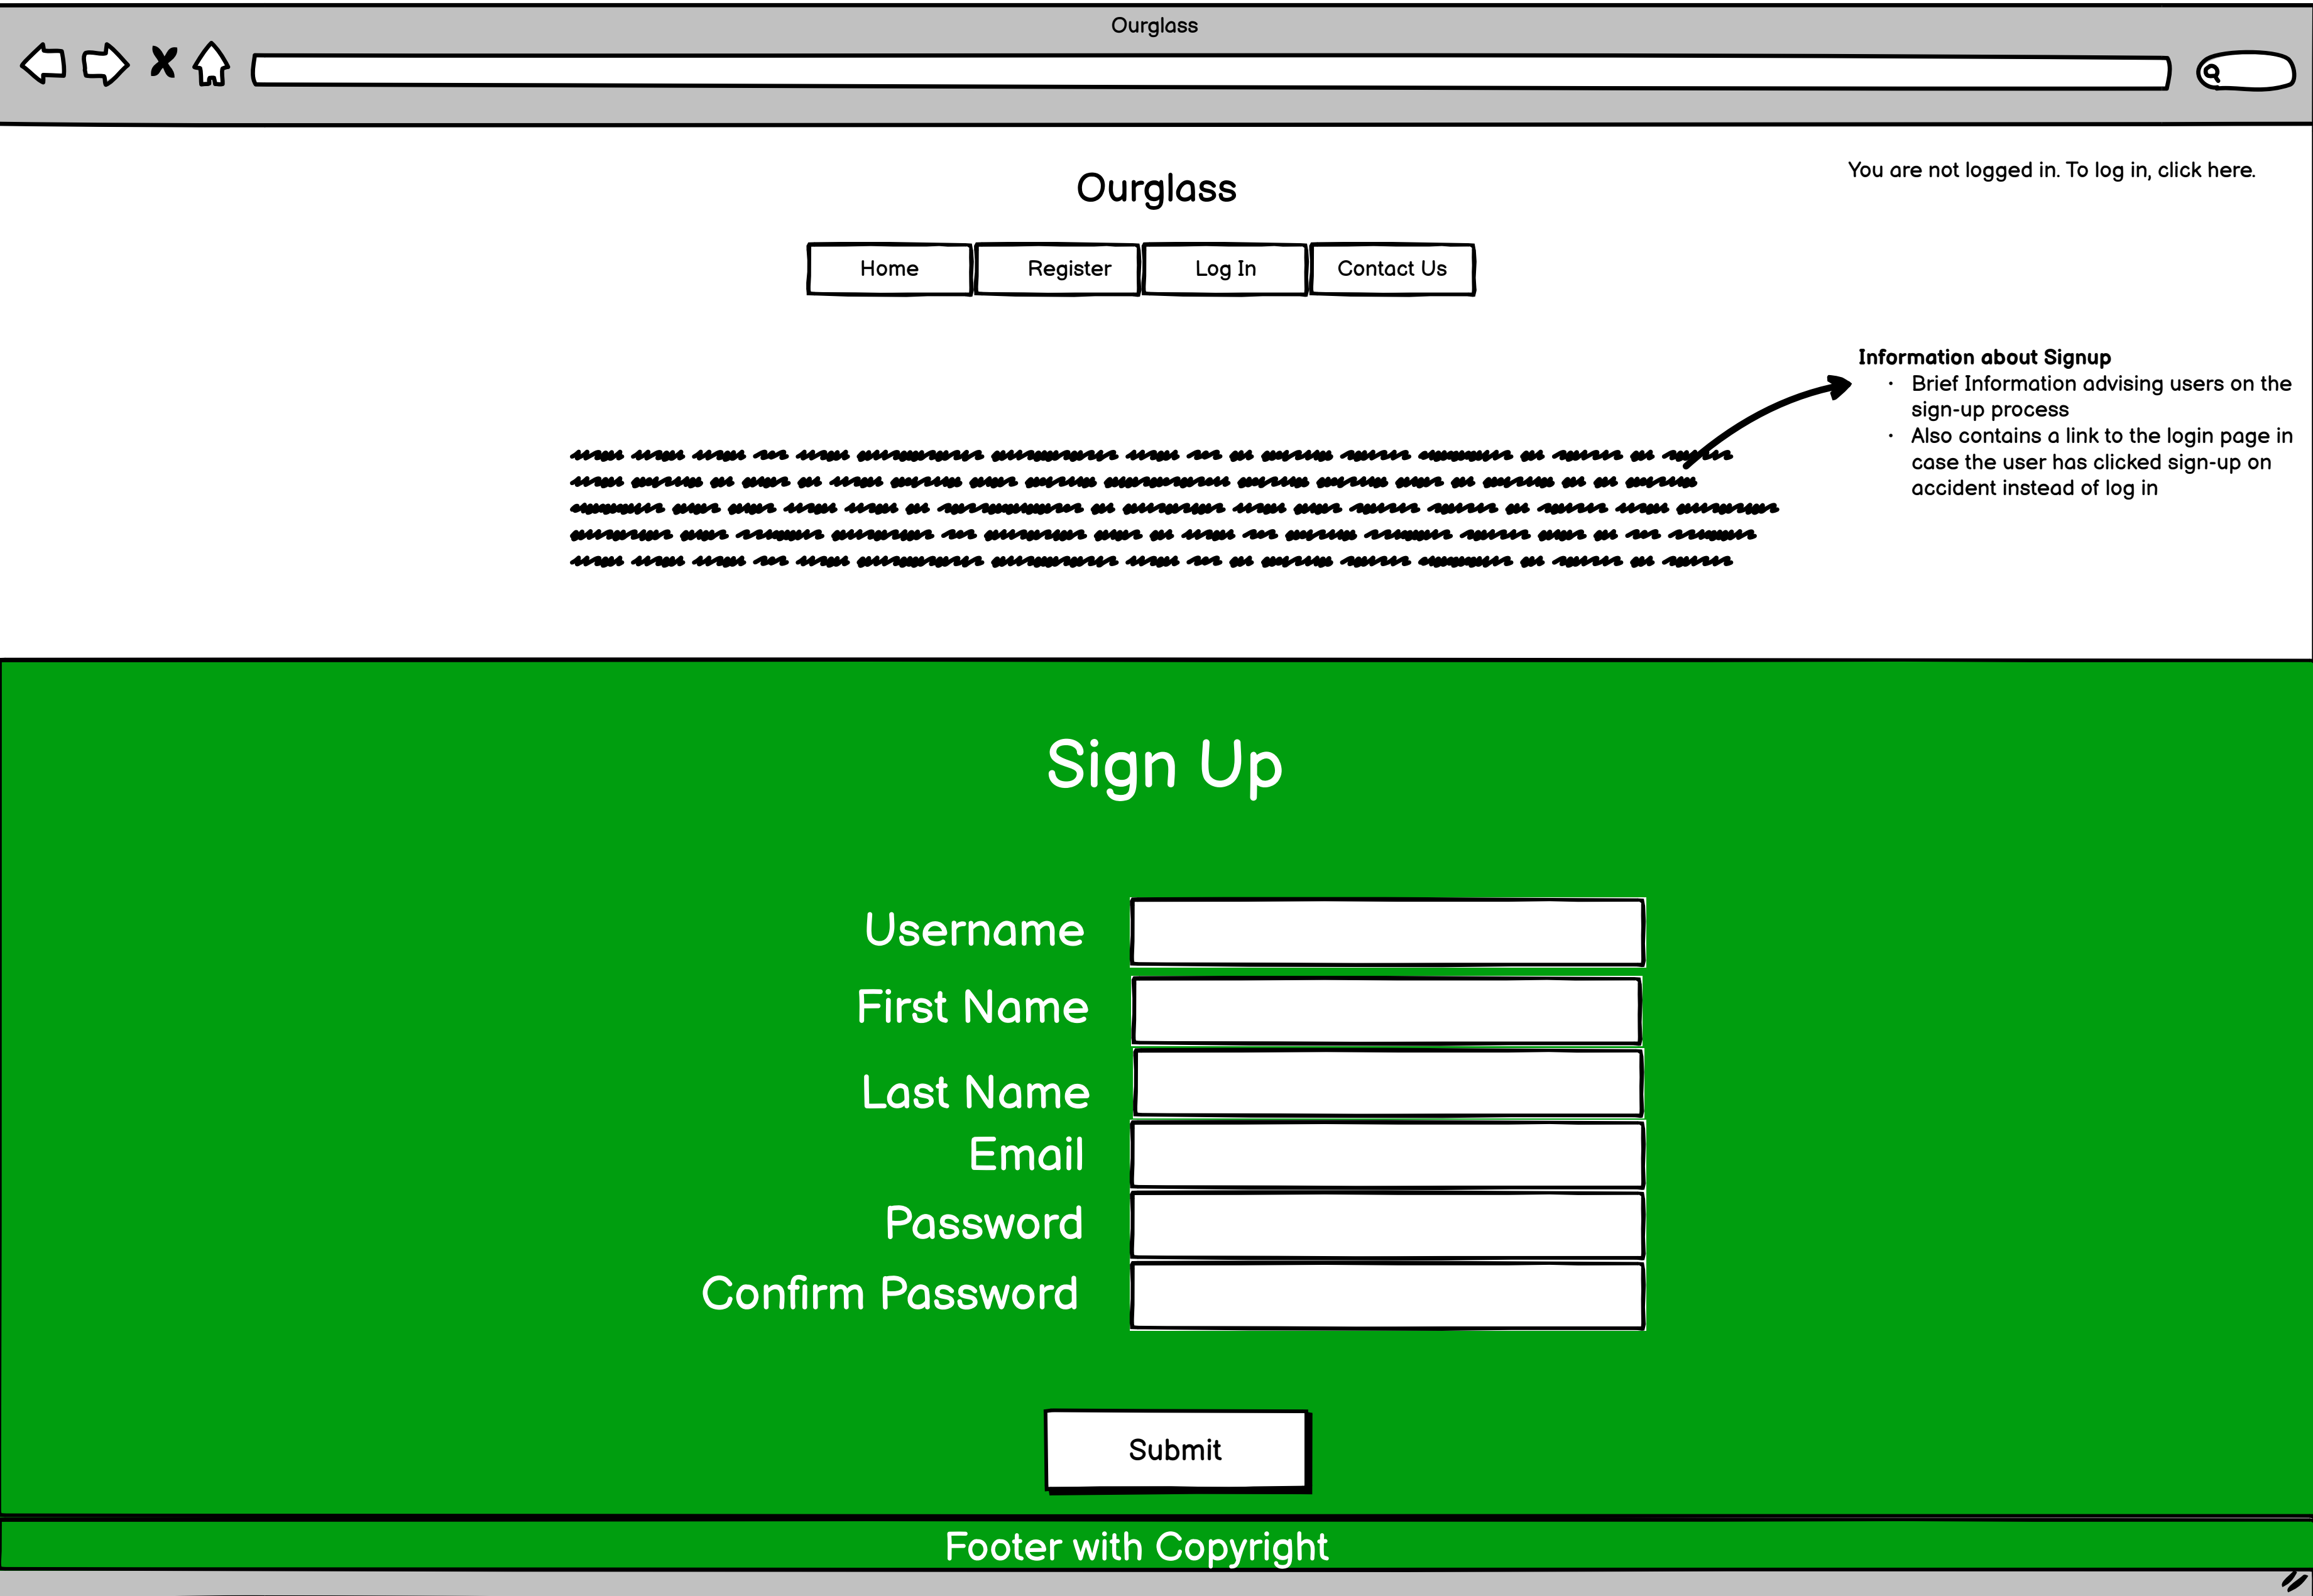 Ourglass
You are not logged in. To log in, click here.
Ourglass
Home Register Log In Contact Us
Information about Signup
• Brief Information advising users on the
sign-up process
• Also contains a link to the login page in
case the user has clicked sign-up on
accident instead of log in
Sign Up
Username
First Name
Last Name
Email
Password
Confirm Password
Submit
Footer with Copyright